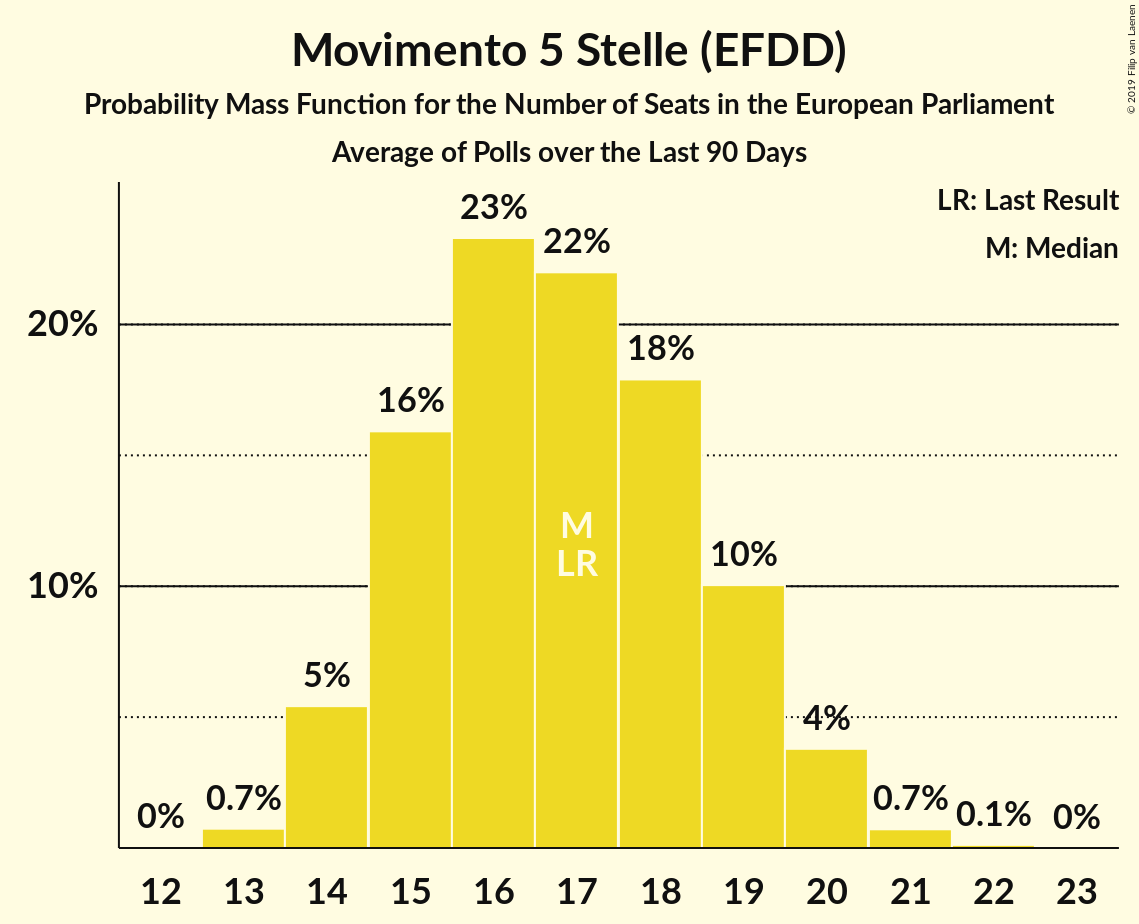 Movimento 5 Stelle (EFDD)
Probability Mass Function for the Number of Seats in the European Parliament
Average of Polls over the Last 90 Days
© 2019 Filip van Laenen
LR: Last Result
M: Median
20%
10%
0%
0.7%
5%
16%
23%
22%
18%
10%
4%
0.7%
0.1%
0%
M
LR
12 13 14 15 16 17 18 19 20 21 22 23